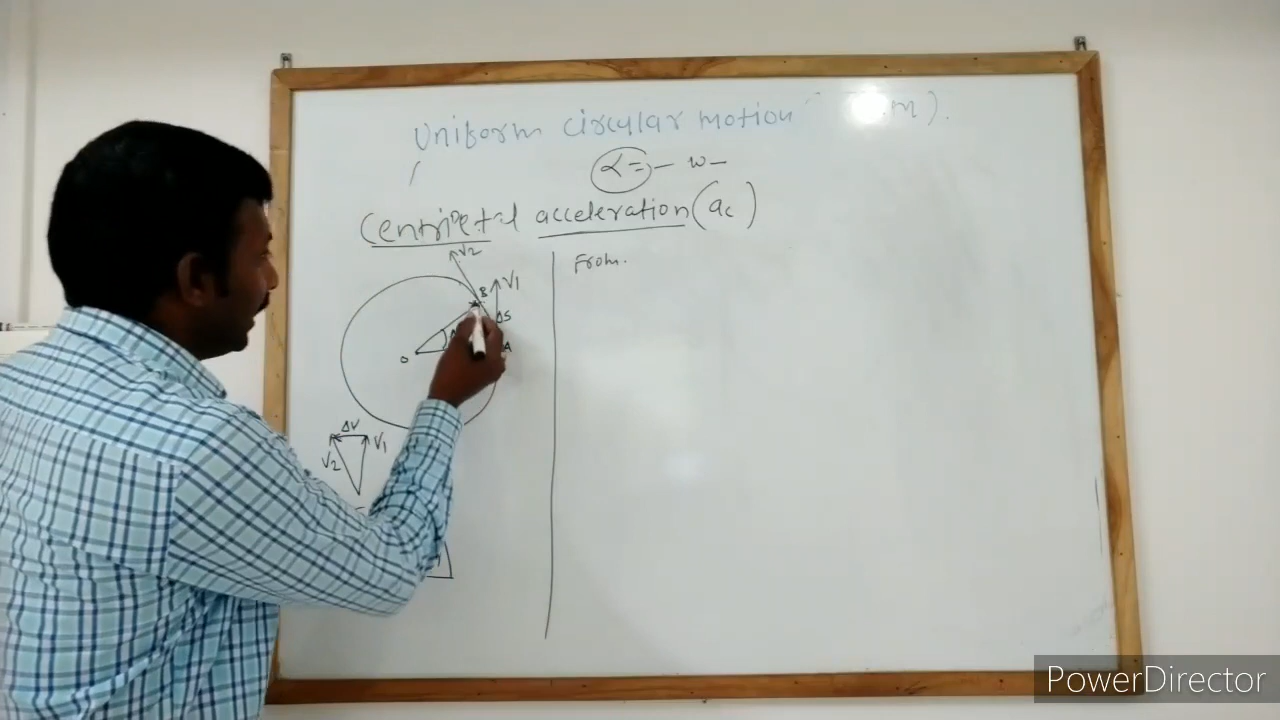 Uniform circular motion m).
α = – w –
Centripetal acceleration (ac)
V2
From.
B
V1
ΔS
O
A
ΔV
V1
V2
PowerDirector